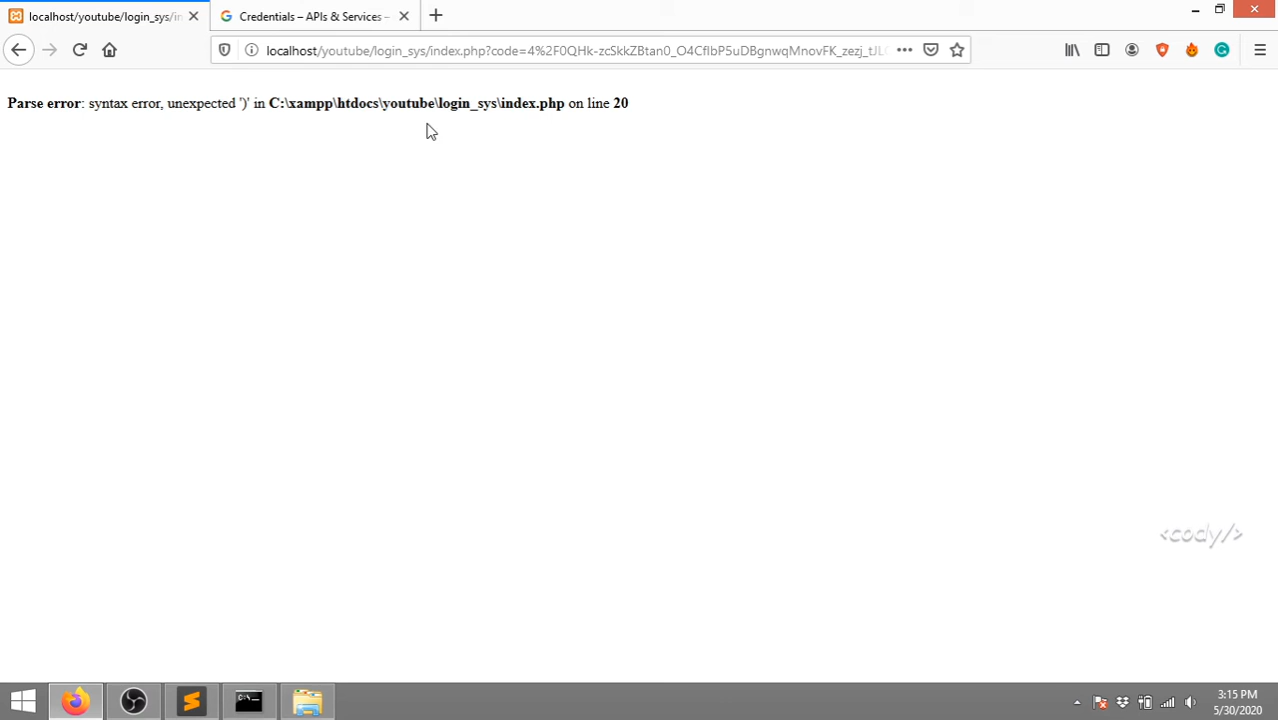 localhost/youtube/login_sys/in
Credentials – APIs & Services –
localhost/youtube/login_sys/index.php?code=4%2F0QHk-zcSkkZBtan0_O4CflbP5uDBgnwqMnovFK_zezj_tJL
Parse error: syntax error, unexpected ')' in C:\xampp\htdocs\youtube\login_sys\index.php on line 20
<cody/>
3:15 PM
5/30/2020